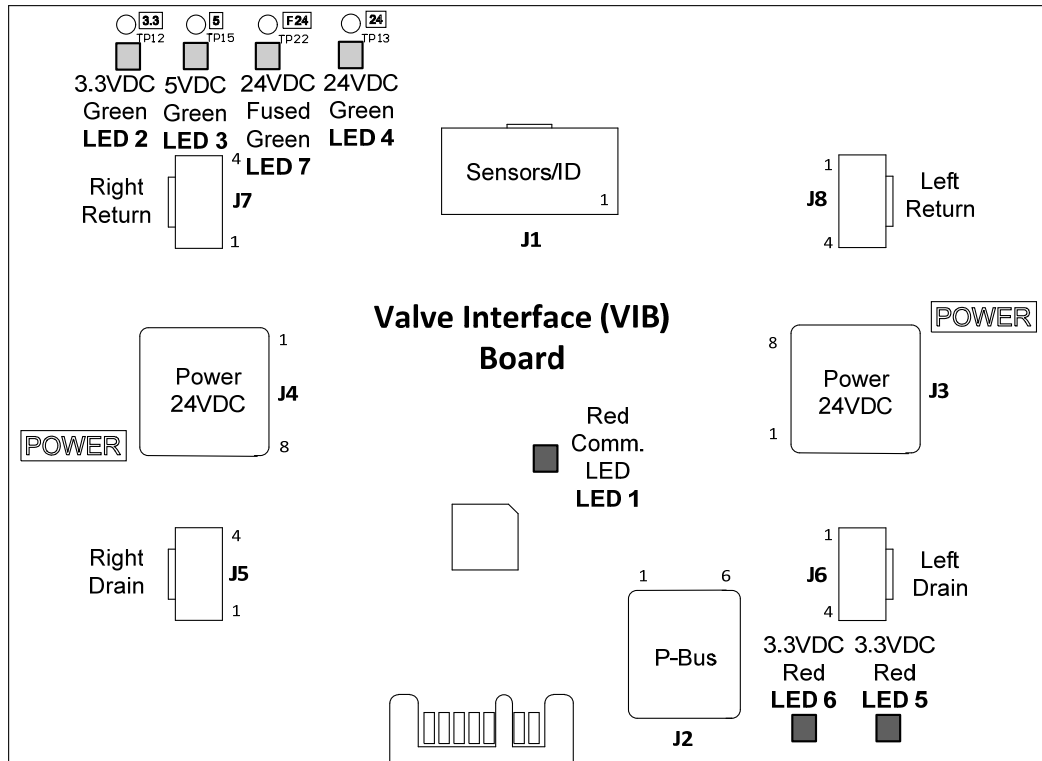 3.3 5 F24 24
TP12 TP15 TP22 TP13
3.3VDC
Green
LED 2
5VDC
Green
LED 3
24VDC
Fused
Green
LED 7
24VDC
Green
LED 4
Right
Return
4
J7
1
Sensors/ID
1
J1
1
J8
4
Left
Return
Valve Interface (VIB)
Board
POWER
Power
24VDC
1
J4
8
POWER
8
Power
24VDC
J3
1
Red
Comm.
LED
LED 1
Right
Drain
4
J5
1
1
J6
4
Left
Drain
1 6
P-Bus
J2
3.3VDC
Red
LED 6
3.3VDC
Red
LED 5